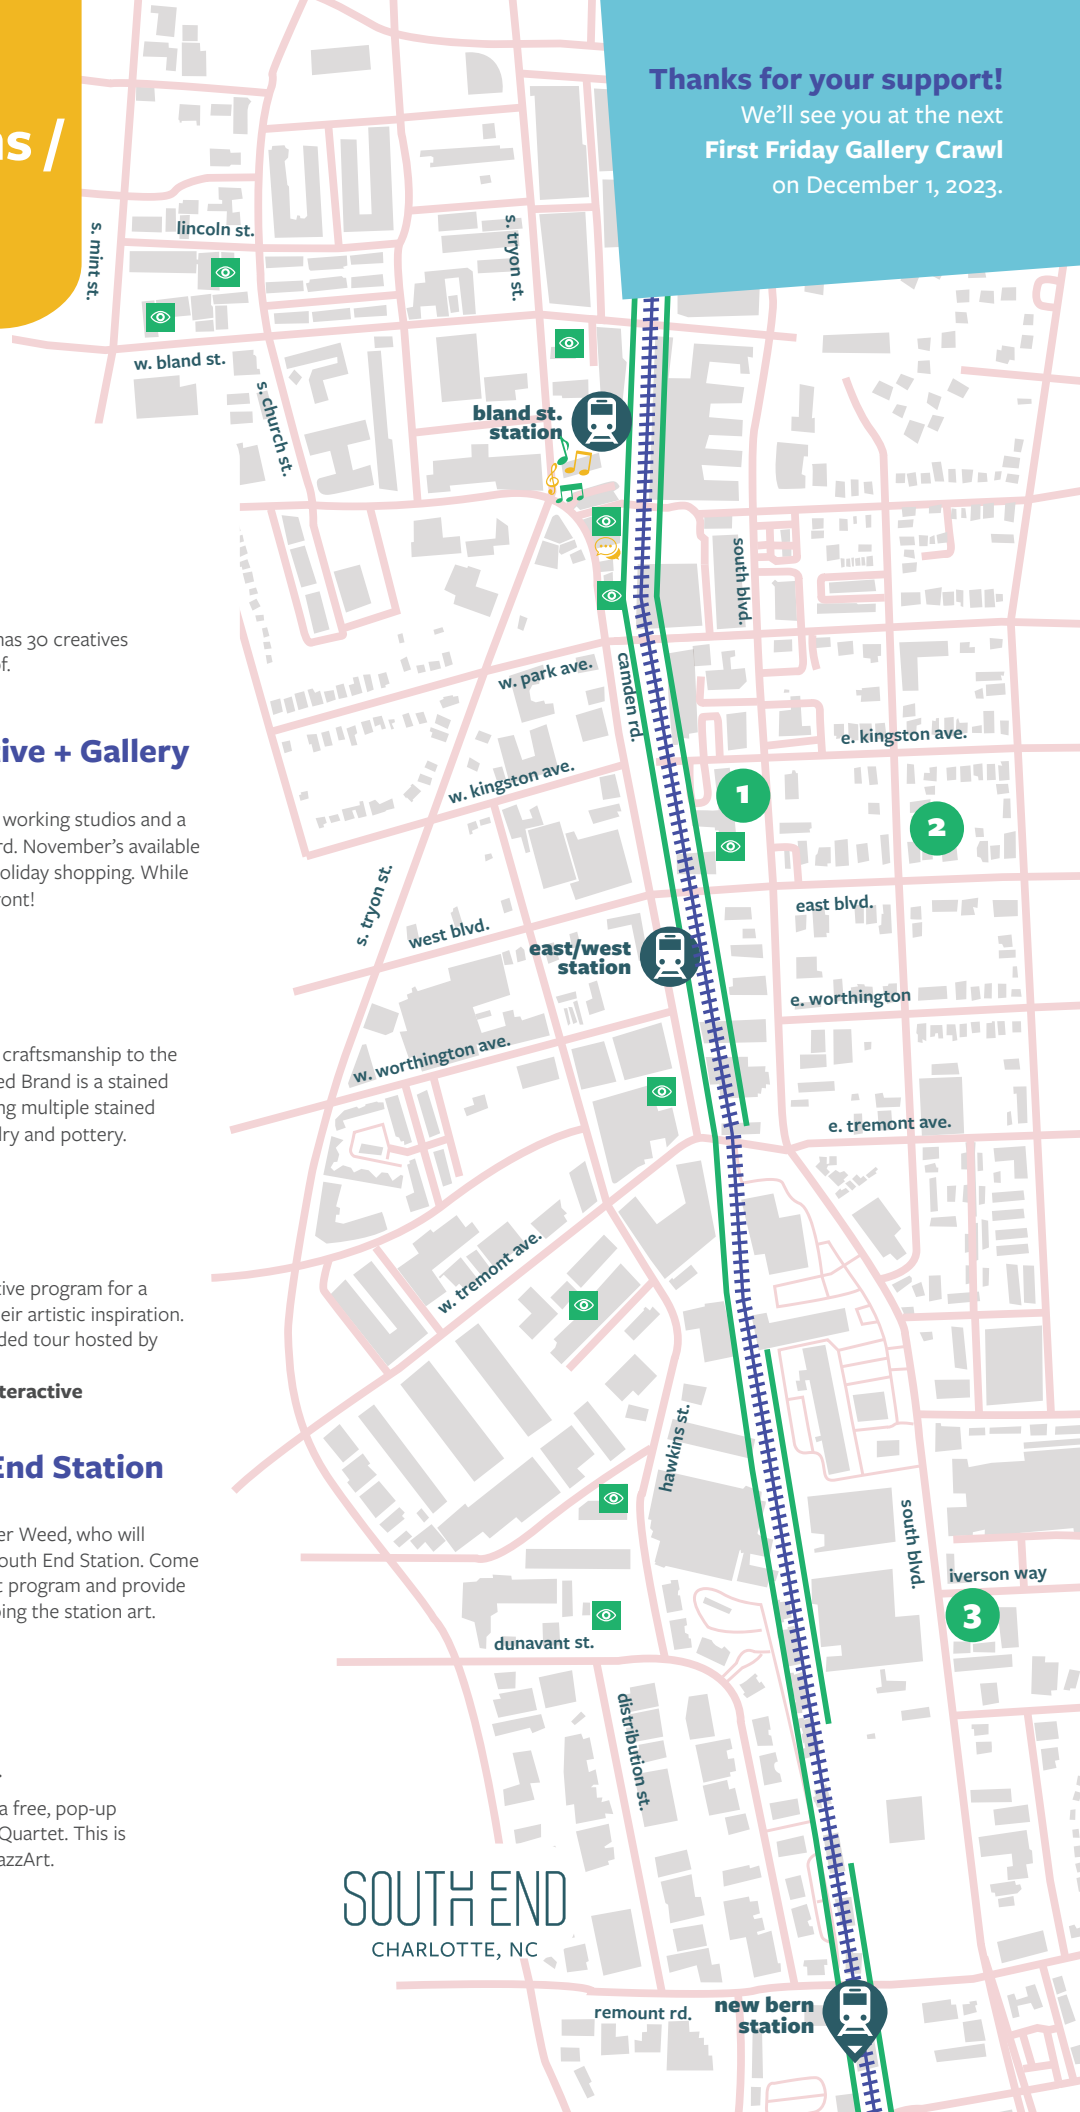 ns /
Thanks for your support!
We'll see you at the next
First Friday Gallery Crawl
on December 1, 2023.
has 30 creatives
of.
tive + Gallery
working studios and a
rd. November's available
holiday shopping. While
ront!
craftsmanship to the
ed Brand is a stained
ng multiple stained
lry and pottery.
tive program for a
eir artistic inspiration.
ded tour hosted by
teractive
End Station
er Weed, who will
outh End Station. Come
t program and provide
ping the station art.
.
a free, pop-up
Quartet. This is
azzArt.
s. mint st.
lincoln st.
s. tryon st.
w. bland st.
s. church st.
bland st.
station
south blvd.
w. park ave.
camden rd.
e. kingston ave.
w. kingston ave.
1
2
s. tryon st.
east blvd.
west blvd.
east/west
station
e. worthington
w. worthington ave.
e. tremont ave.
w. tremont ave.
hawkins st.
south blvd.
iverson way
3
dunavant st.
distribution st.
SOUTH END
CHARLOTTE, NC
remount rd.
new bern
station